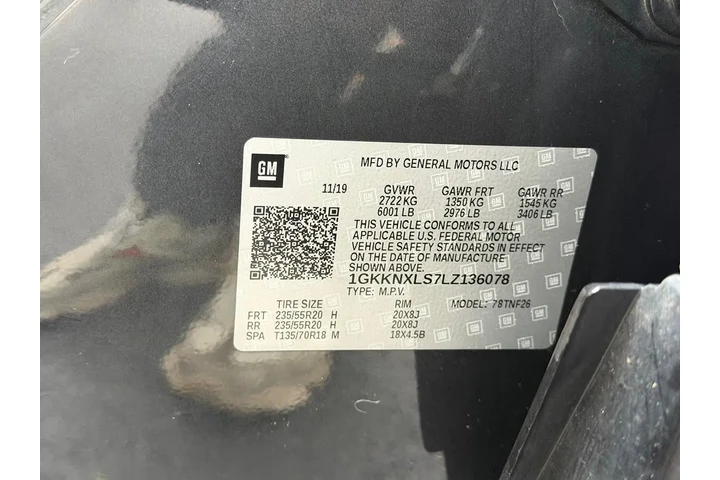 GM
MFD BY GENERAL MOTORS LLC
11/19 GVWR GAWR FRT GAWR RR
2722 KG 1350 KG 1545 KG
6001 LB 2976 LB 3406 LB
THIS VEHICLE CONFORMS TO ALL
APPLICABLE U.S. FEDERAL MOTOR
VEHICLE SAFETY STANDARDS IN EFFECT
ON THE DATE OF MANUFACTURE
SHOWN ABOVE.
1GKKNXLS7LZ136078
TYPE: M.P.V. MODEL: 78TNF26
TIRE SIZE RIM
FRT 235/55R20 H 20X8J
RR 235/55R20 H 20X8J
SPA T135/70R18 M 18X4.5B